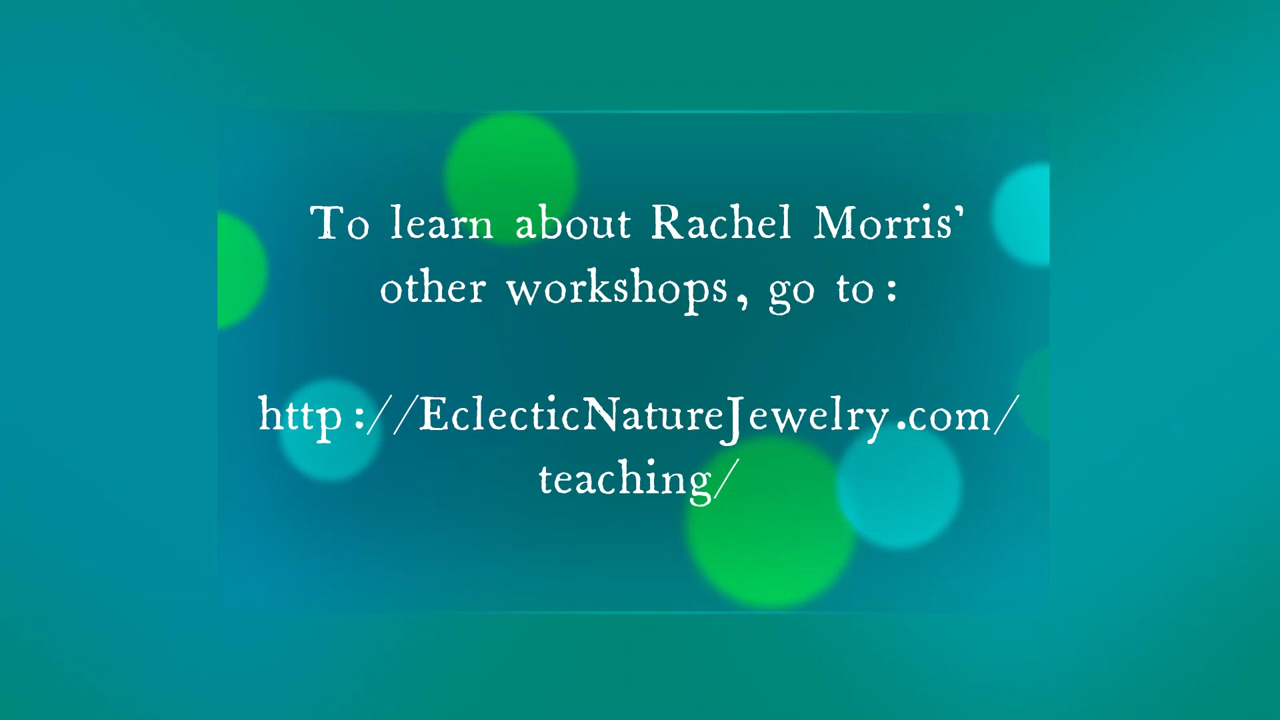 To learn about Rachel Morris’
other workshops, go to:
http://EclecticNatureJewelry.com/
teaching/